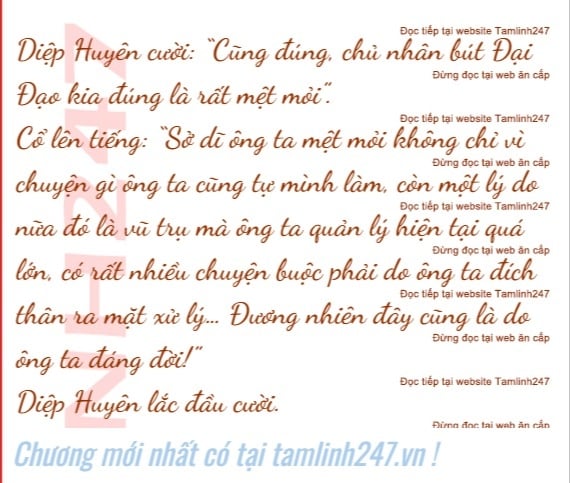 Đọc tiếp tại website Tamlinh247
Diệp Huyên cười: “Cũng đúng, chủ nhân bút Đại
Đừng đọc tại web ăn cắp
Đạo kia đúng là rất mệt mỏi”.
Đọc tiếp tại website Tamlinh247
Cổ lên tiếng: “Sở dĩ ông ta mệt mỏi không chỉ vì
Đừng đọc tại web ăn cắp
chuyện gì ông ta cũng tự mình làm, còn một lý do
Đọc tiếp tại website Tamlinh247
nữa đó là vũ trụ mà ông ta quản lý hiện tại quá
Đừng đọc tại web ăn cắp
lớn, có rất nhiều chuyện buộc phải do ông ta đích
Đọc tiếp tại website Tamlinh247
thân ra mặt xử lý... Đương nhiên đây cũng là do
Đừng đọc tại web ăn cắp
ông ta đáng đời!”
Đọc tiếp tại website Tamlinh247
Diệp Huyên lắc đầu cười.
Đừng đọc tại web ăn cắp
NH247
Chương mới nhất có tại tamlinh247.vn !